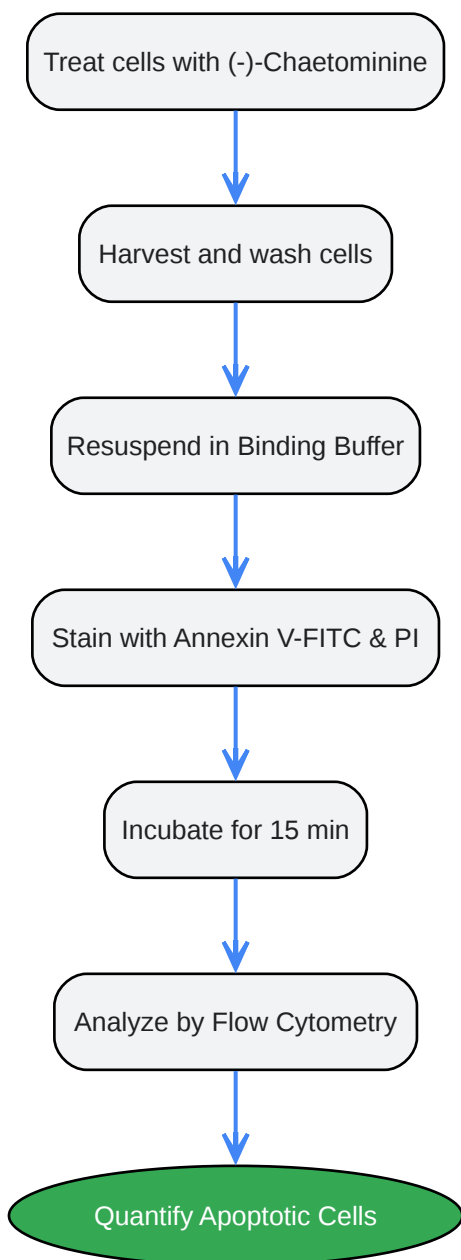 Treat cells with (-)-Chaetominine
Harvest and wash cells
Resuspend in Binding Buffer
Stain with Annexin V-FITC & PI
Incubate for 15 min
Analyze by Flow Cytometry
Quantify Apoptotic Cells